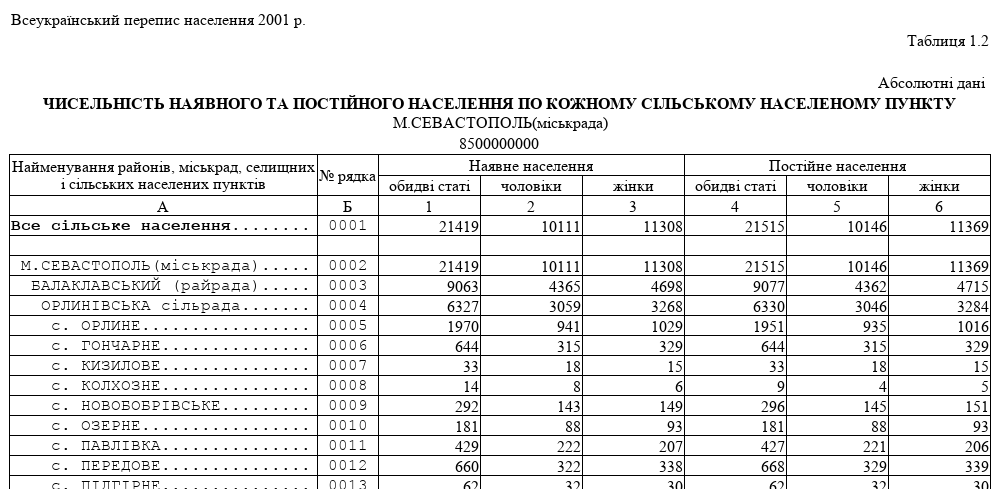 Всеукраїнський перепис населення 2001 р.
Таблиця 1.2
Абсолютні дані
ЧИСЕЛЬНІСТЬ НАЯВНОГО ТА ПОСТІЙНОГО НАСЕЛЕННЯ ПО КОЖНОМУ СІЛЬСЬКОМУ НАСЕЛЕНОМУ ПУНКТУ
М.СЕВАСТОПОЛЬ(міськрада)
8500000000
Найменування районів, міськрад, селищних і сільських населених пунктів № рядка Наявне населення Постійне населення
обидві статі чоловіки жінки обидві статі чоловіки жінки
А Б 1 2 3 4 5 6
Все сільське населення........ 0001 21419 10111 11308 21515 10146 11369
М.СЕВАСТОПОЛЬ(міськрада)..... 0002 21419 10111 11308 21515 10146 11369
БАЛАКЛАВСЬКИЙ (райрада)..... 0003 9063 4365 4698 9077 4362 4715
ОРЛИНІВСЬКА сільрада....... 0004 6327 3059 3268 6330 3046 3284
с. ОРЛИНЕ................. 0005 1970 941 1029 1951 935 1016
с. ГОНЧАРНЕ............... 0006 644 315 329 644 315 329
с. КИЗИЛОВЕ............... 0007 33 18 15 33 18 15
с. КОЛХОЗНЕ............... 0008 14 8 6 9 4 5
с. НОВОБОБРІВСЬКЕ......... 0009 292 143 149 296 145 151
с. ОЗЕРНЕ................. 0010 181 88 93 181 88 93
с. ПАВЛІВКА............... 0011 429 222 207 427 221 206
с. ПЕРЕДОВЕ............... 0012 660 322 338 668 329 339
с. ПІДГІРНЕ............... 0013 62 32 30 62 32 30